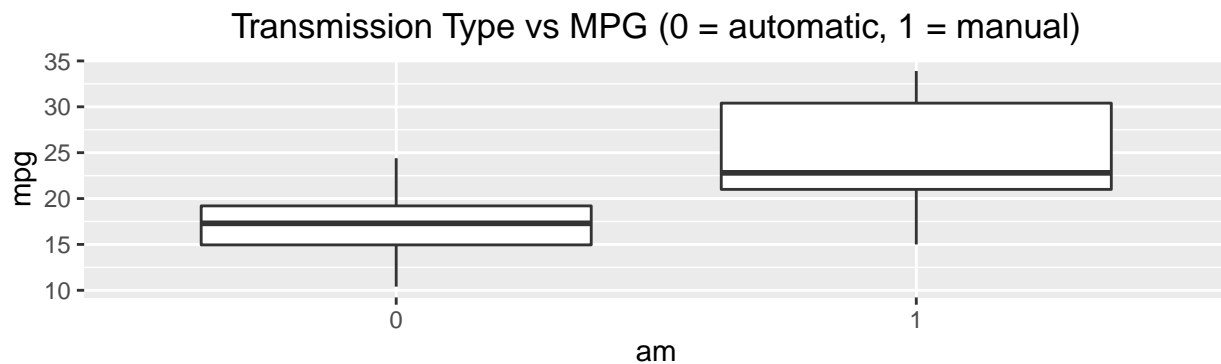 Transmission Type vs MPG (0 = automatic, 1 = manual)
35
30
25
20
15
10
mpg
0 1
am